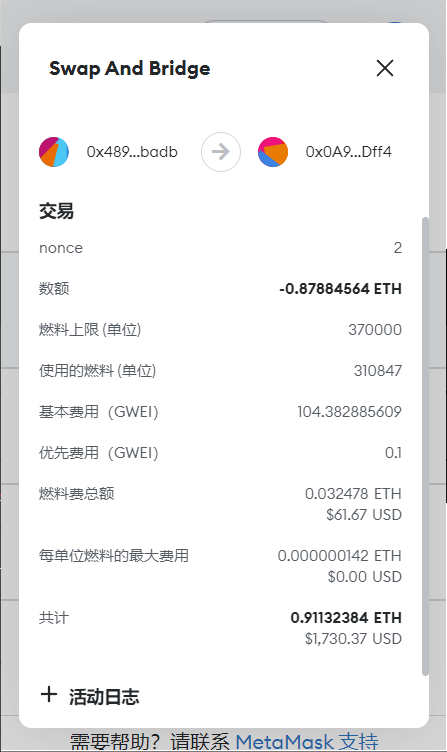 Swap And Bridge
0x489...badb
0x0A9...Dff4
交易
nonce 2
数额 -0.87884564 ETH
燃料上限 (单位) 370000
使用的燃料 (单位) 310847
基本费用（GWEI） 104.382885609
优先费用（GWEI） 0.1
燃料费总额 0.032478 ETH
$61.67 USD
每单位燃料的最大费用 0.000000142 ETH
$0.00 USD
共计 0.91132384 ETH
$1,730.37 USD
+ 活动日志
需要帮助？请联系 MetaMask 支持